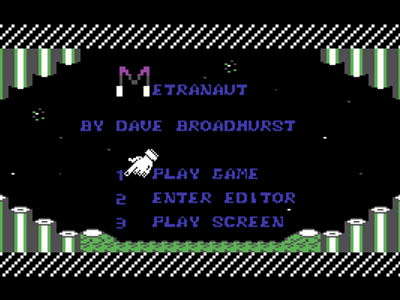 METRANAUT
BY DAVE BROADHURST
1 PLAY GAME
2 ENTER EDITOR
3 PLAY SCREEN